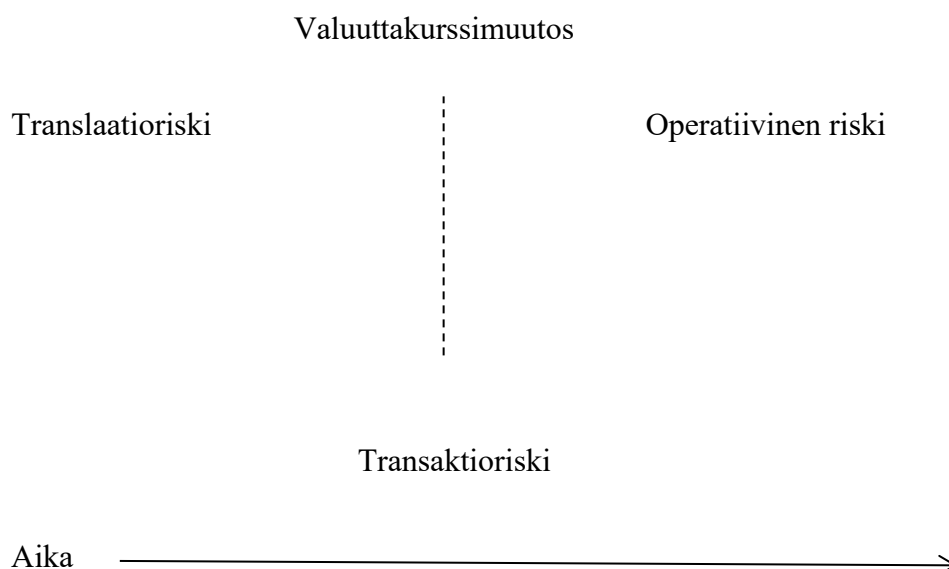 Valuuttakurssimuutos
Translaatioriski
Operatiivinen riski
Transaktioriski
Aika